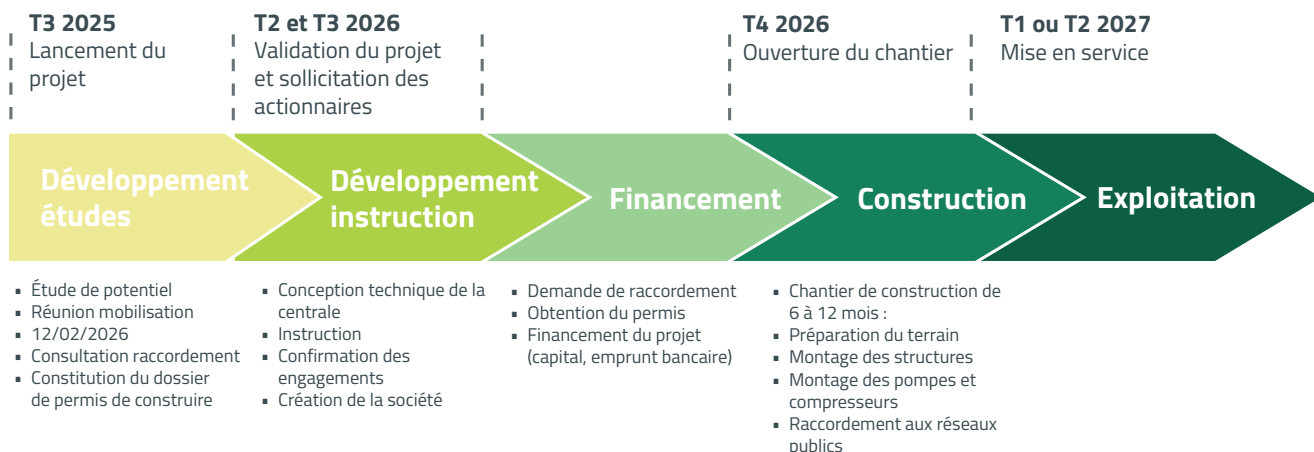 T3 2025
Lancement du
projet
T2 et T3 2026
Validation du projet
et sollicitation des
actionnaires
T4 2026
Ouverture du chantier
T1 ou T2 2027
Mise en service
Développement
études
Développement
instruction
Financement
Construction
Exploitation
▪ Étude de potentiel
▪ Réunion mobilisation
▪ 12/02/2026
▪ Consultation raccordement
▪ Constitution du dossier
de permis de construire
▪ Conception technique de la
centrale
▪ Instruction
▪ Confirmation des
engagements
▪ Création de la société
▪ Demande de raccordement
▪ Obtention du permis
▪ Financement du projet
(capital, emprunt bancaire)
▪ Chantier de construction de
6 à 12 mois :
▪ Préparation du terrain
▪ Montage des structures
▪ Montage des pompes et
compresseurs
▪ Raccordement aux réseaux
publics